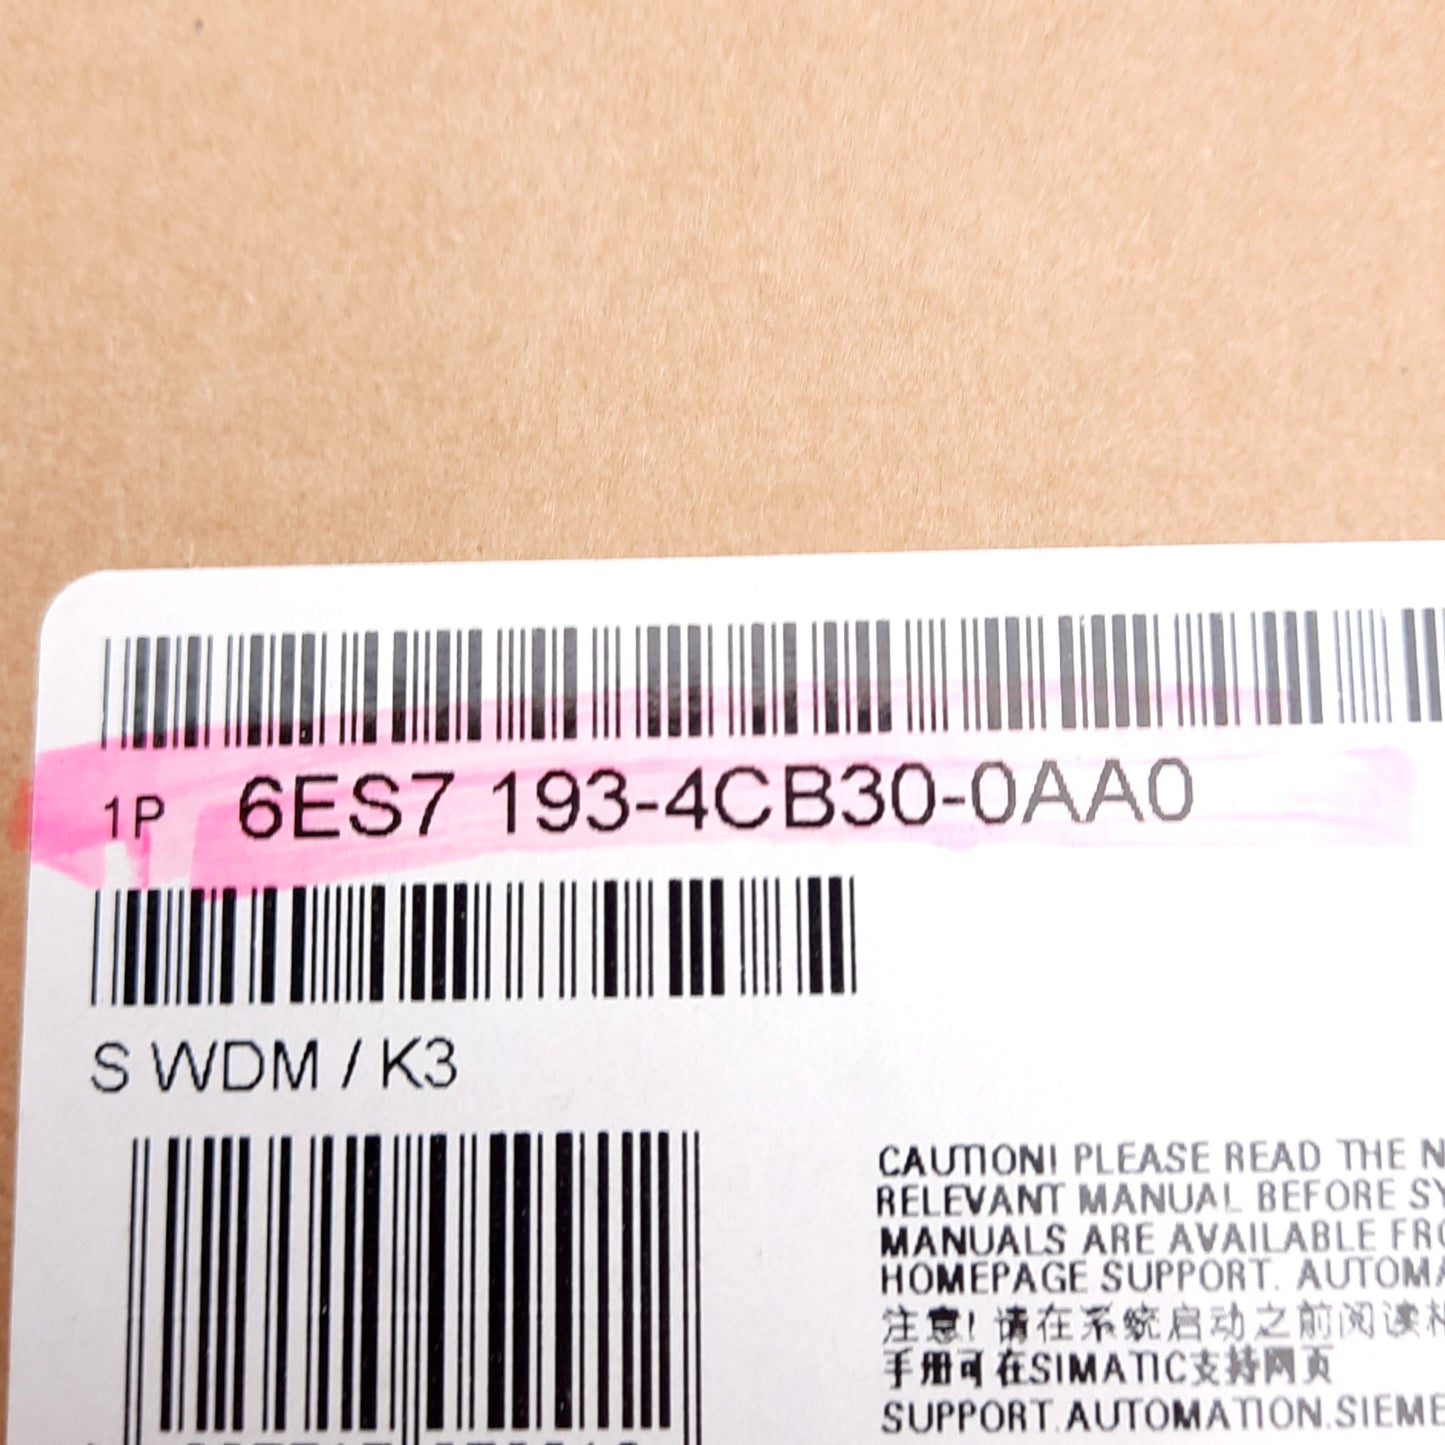 1P 6ES7 193-4CB30-0AA0
S WDM / K3
CAUTION! PLEASE READ THE
RELEVANT MANUAL BEFORE
MANUALS ARE AVAILABLE
HOMEPAGE SUPPORT. 
注意! 请在系统启动之前阅读
手册可在SIMATIC支持网页
SUPPORT.AUTOMATION.